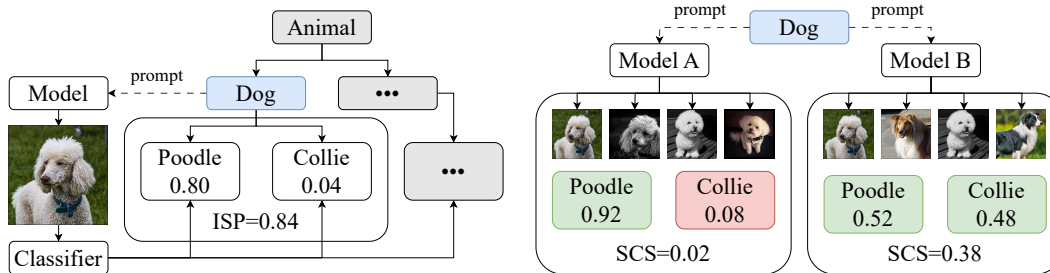 Animal
prompt
Model
Dog
•••
Poodle
0.80
Collie
0.04
•••
ISP=0.84
Classifier
prompt
Dog
prompt
Model A
Model B
Poodle
0.92
Collie
0.08
SCS=0.02
Poodle
0.52
Collie
0.48
SCS=0.38